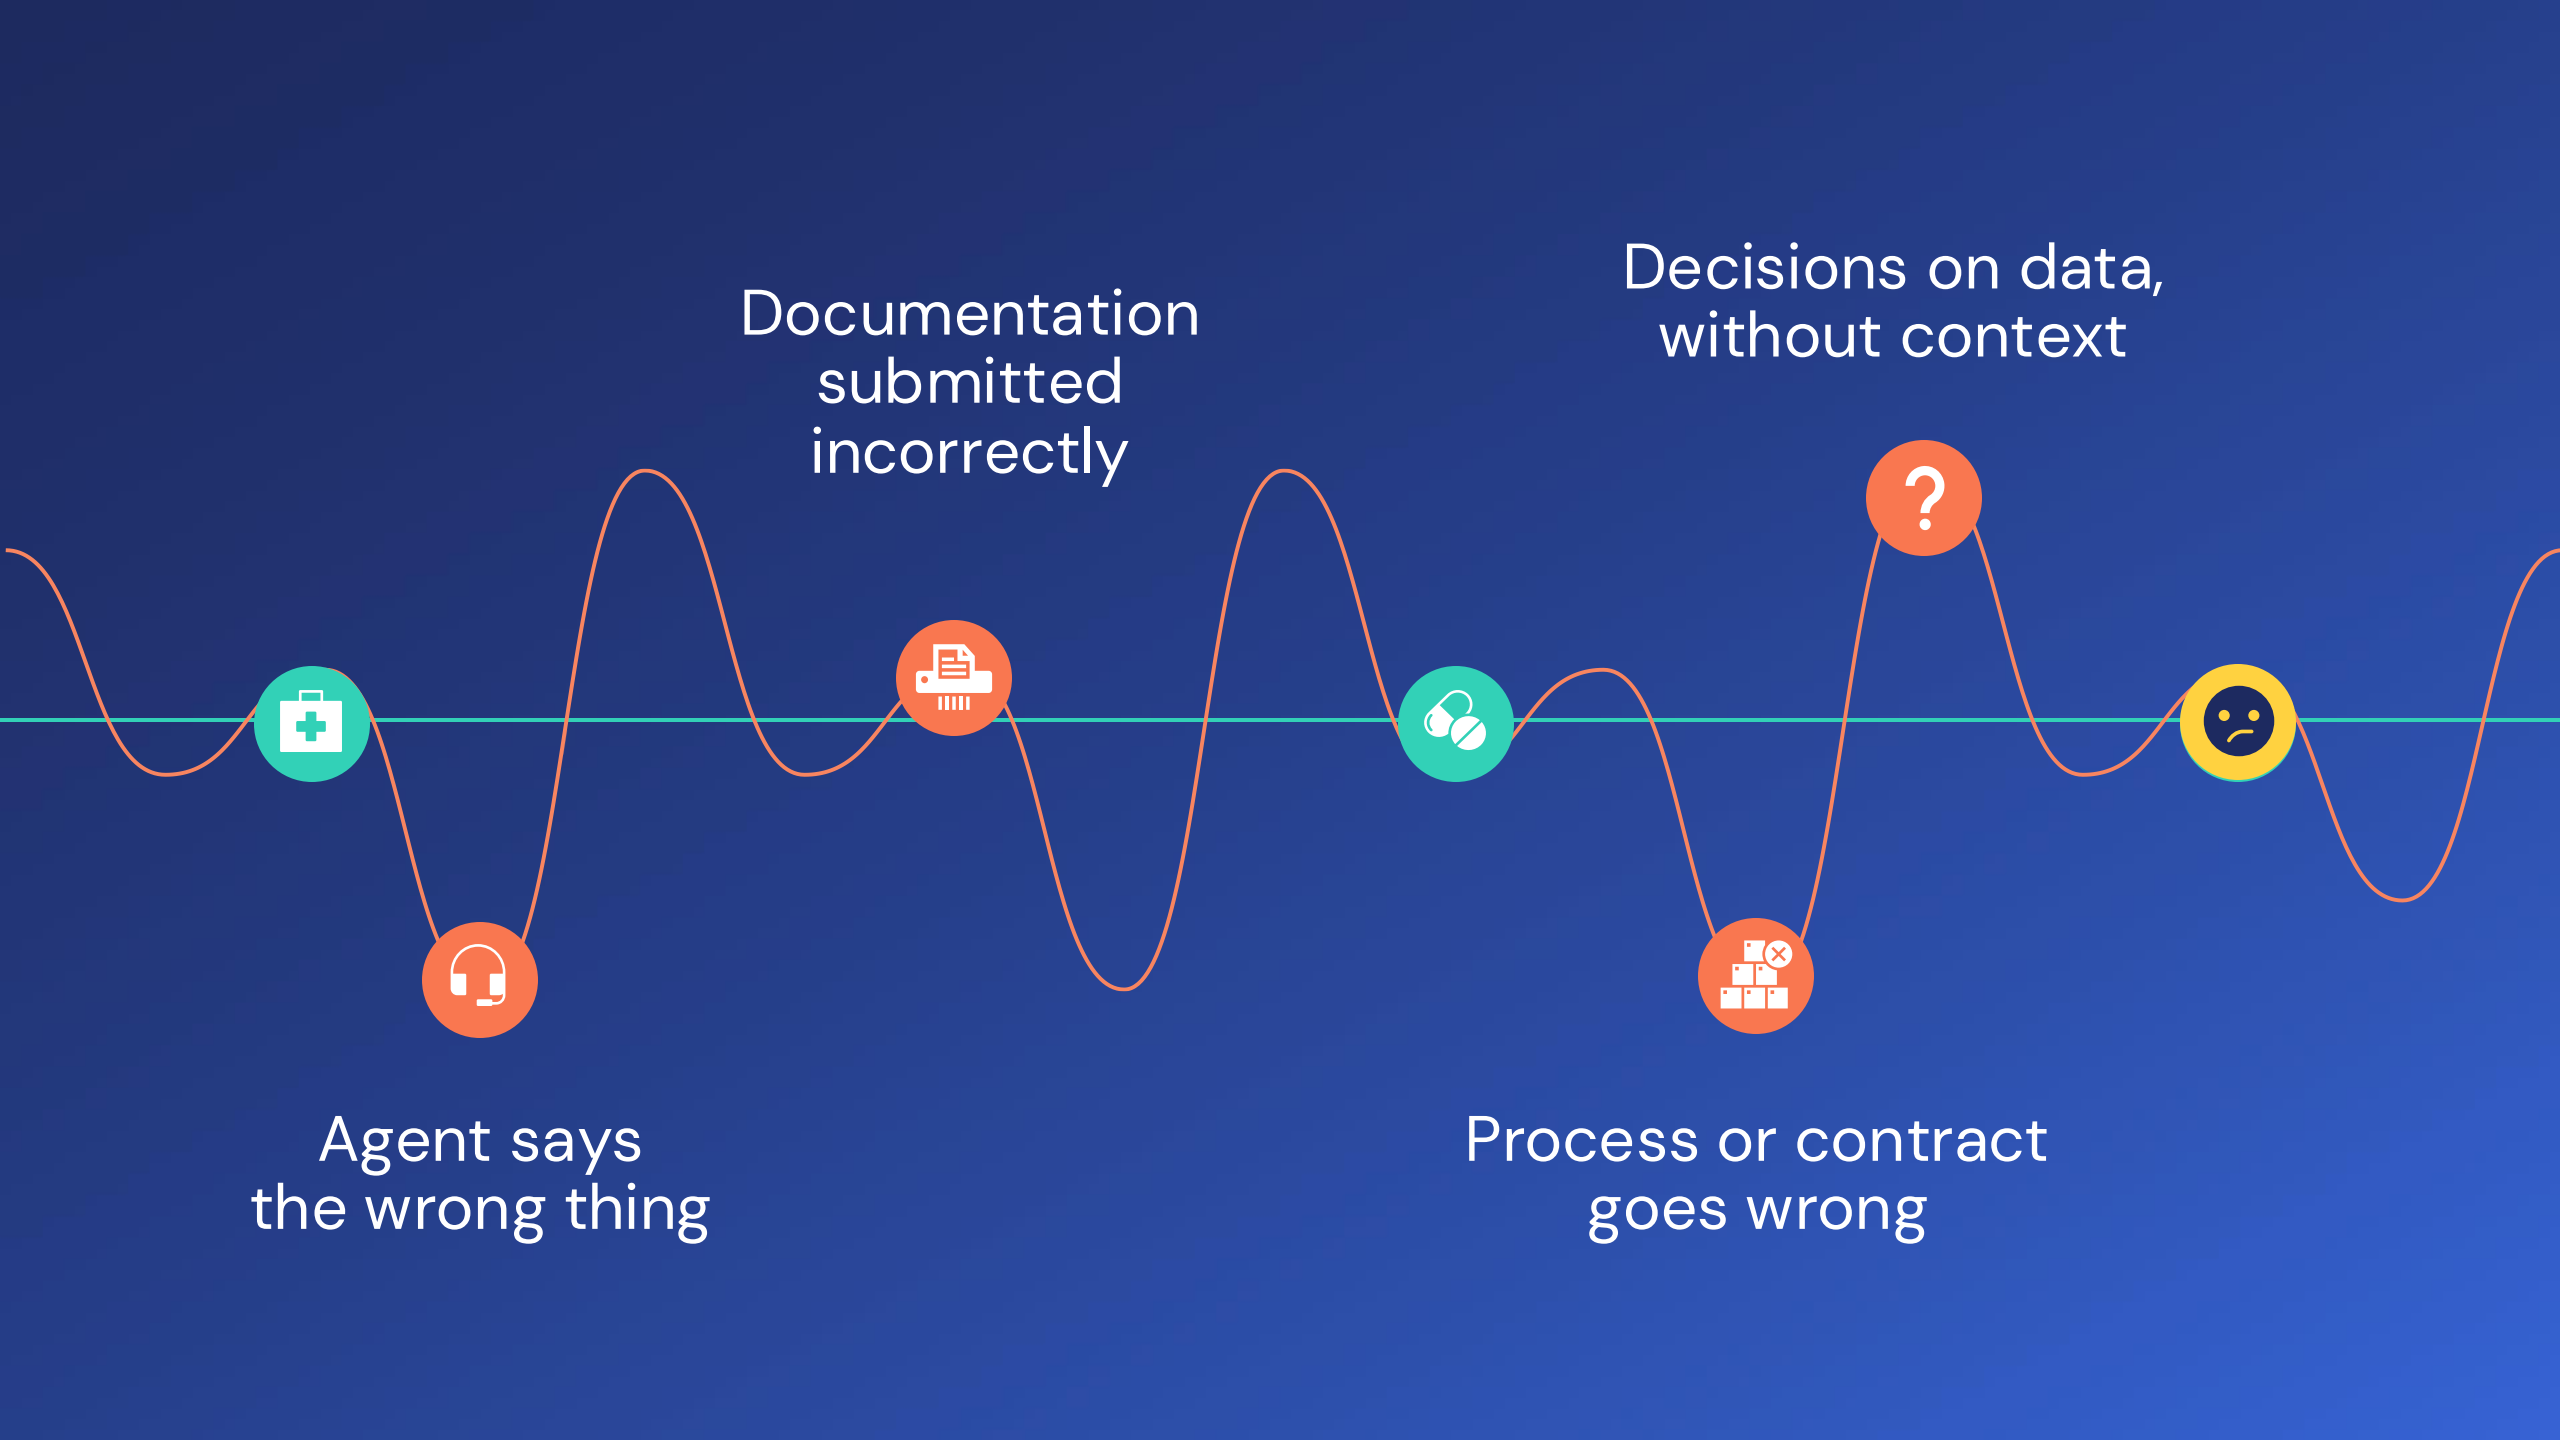 Documentation
submitted
incorrectly
Decisions on data,
without context
Agent says
the wrong thing
Process or contract
goes wrong